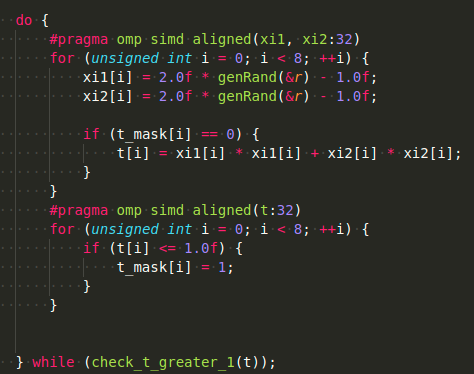 do {
#pragma omp simd aligned(xi1, xi2:32)
for (unsigned int i = 0; i < 8; ++i) {
xi1[i] = 2.0f * genRand(&r) - 1.0f;
xi2[i] = 2.0f * genRand(&r) - 1.0f;
if (t_mask[i] == 0) {
t[i] = xi1[i] * xi1[i] + xi2[i] * xi2[i];
}
}
#pragma omp simd aligned(t:32)
for (unsigned int i = 0; i < 8; ++i) {
if (t[i] <= 1.0f) {
t_mask[i] = 1;
}
}
} while (check_t_greater_1(t));